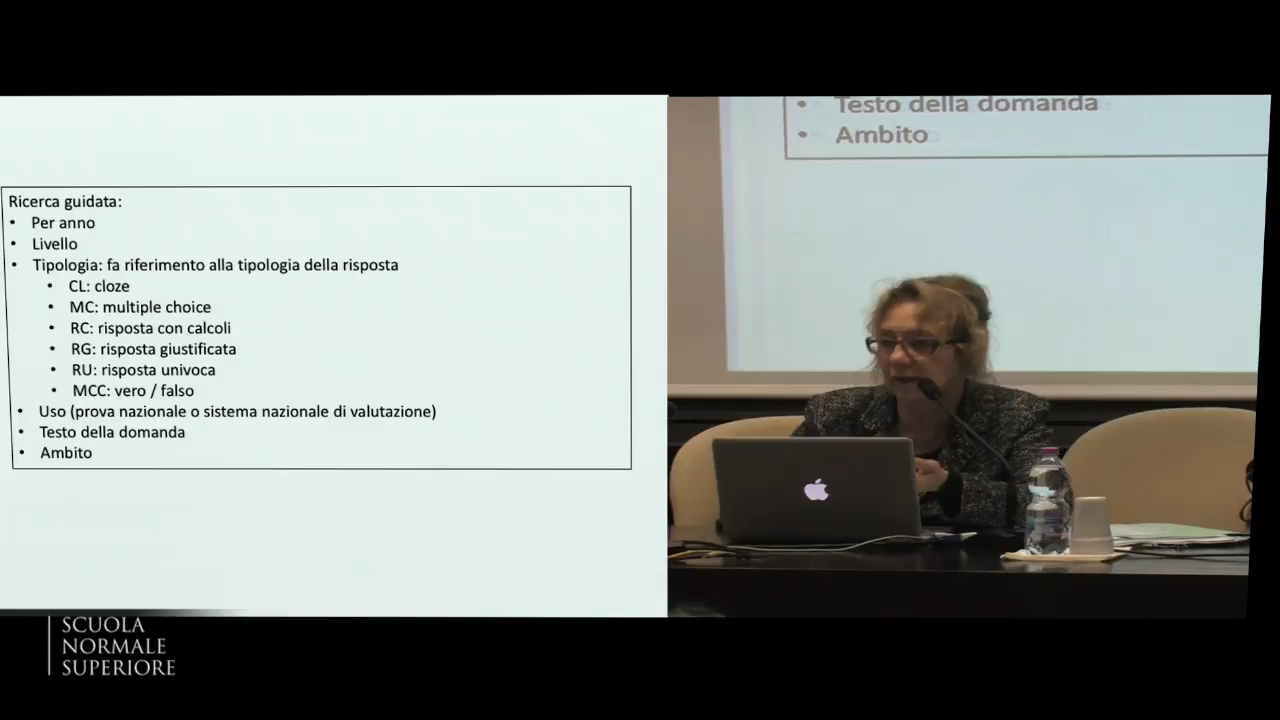 Ricerca guidata:
• Per anno
• Livello
• Tipologia: fa riferimento alla tipologia della risposta
• CL: cloze
• MC: multiple choice
• RC: risposta con calcoli
• RG: risposta giustificata
• RU: risposta univoca
• MCC: vero / falso
• Uso (prova nazionale o sistema nazionale di valutazione)
• Testo della domanda
• Ambito
• Testo della domanda
• Ambito
SCUOLA
NORMALE
SUPERIORE